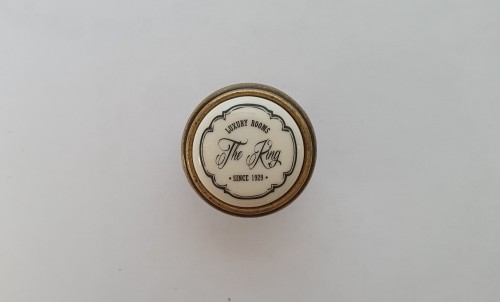 LUXURY ROOMS
The King
• SINCE 1929 •